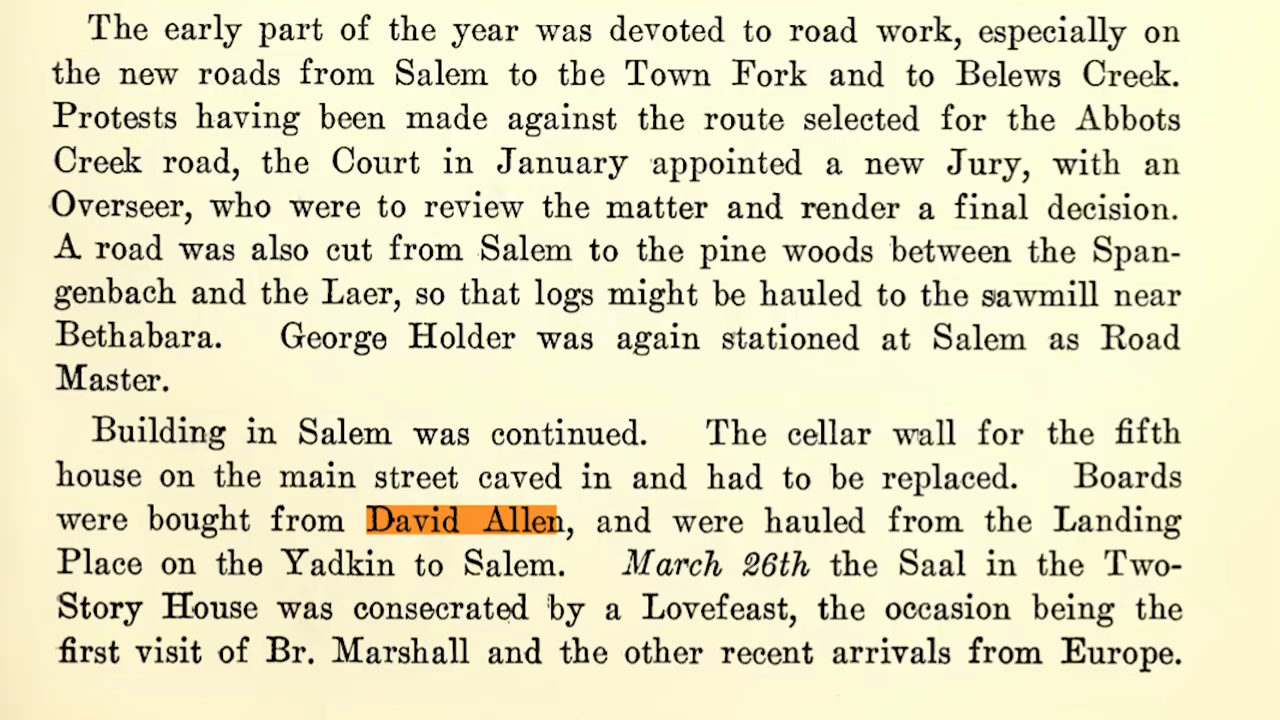 The early part of the year was devoted to road work, especially on
the new roads from Salem to the Town Fork and to Belews Creek.
Protests having been made against the route selected for the Abbots
Creek road, the Court in January appointed a new Jury, with an
Overseer, who were to review the matter and render a final decision.
A road was also cut from Salem to the pine woods between the Span-
genbach and the Laer, so that logs might be hauled to the sawmill near
Bethabara. George Holder was again stationed at Salem as Road
Master.
Building in Salem was continued. The cellar wall for the fifth
house on the main street caved in and had to be replaced. Boards
were bought from David Allen, and were hauled from the Landing
Place on the Yadkin to Salem. March 26th the Saal in the Two-
Story House was consecrated by a Lovefeast, the occasion being the
first visit of Br. Marshall and the other recent arrivals from Europe.